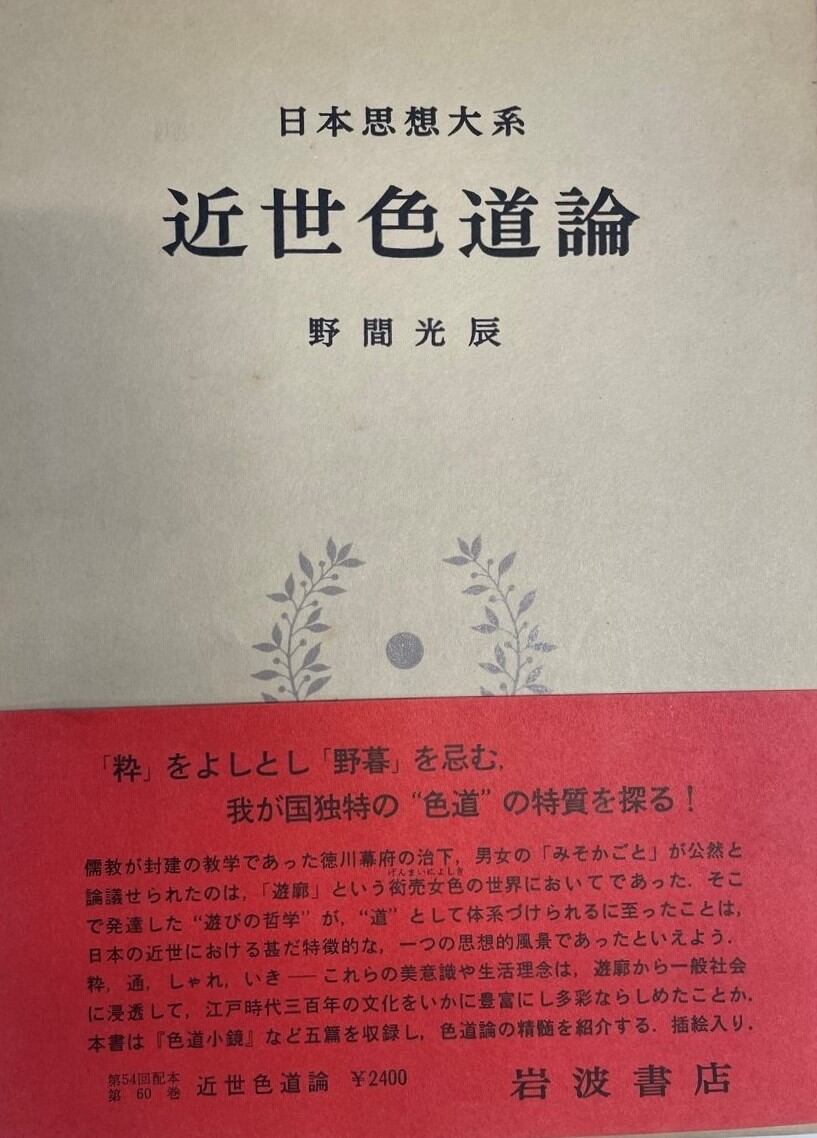 日本思想大系
近世色道論
野間光辰
「粋」をよしとし「野暮」を忌む,
我が国独特の“色道”の特質を探る！
儒教が封建の教学であった徳川幕府の治下, 男女の「みそかごと」が公然と
げんまいにょしき
論議せられたのは,「遊廓」という衒売女色の世界においてであった. そこ
で発達した“遊びの哲学”が,“道”として体系づけられるに至ったことは,
日本の近世における甚だ特徴的な, 一つの思想的風景であったといえよう.
粋, 通, しゃれ, いき──これらの美意識や生活理念は, 遊廓から一般社会
に浸透して, 江戸時代三百年の文化をいかに豊富にし多彩ならしめたことか.
本書は『色道小鏡』など五篇を収録し, 色道論の精髄を紹介する. 挿絵入り.
第54回配本
第60巻
近世色道論 ￥2400
岩波書店